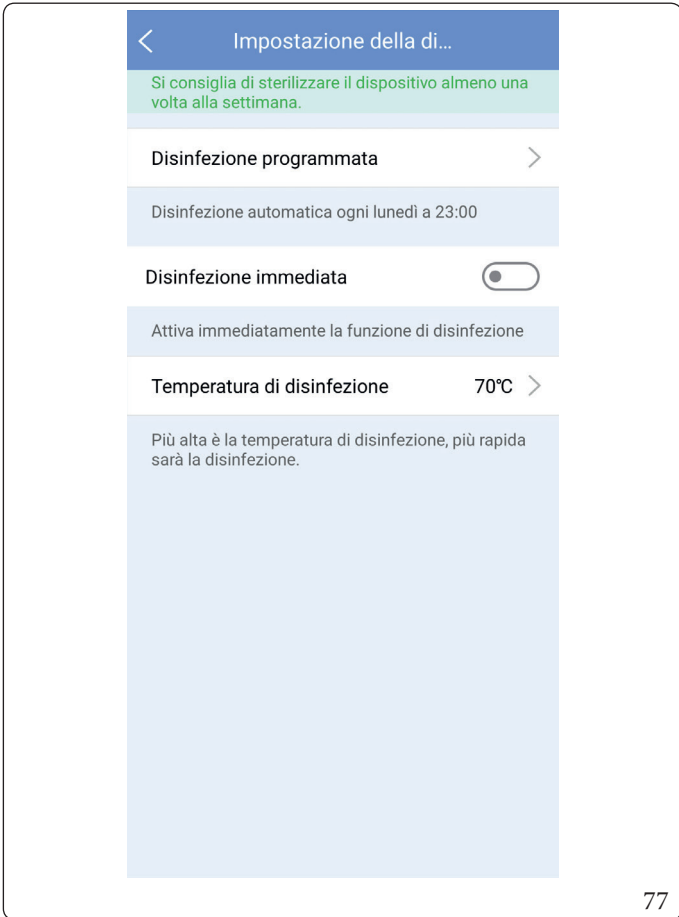 Impostazione della di...
Si consiglia di sterilizzare il dispositivo almeno una
volta alla settimana.
Disinfezione programmata
Disinfezione automatica ogni lunedì a 23:00
Disinfezione immediata
Attiva immediatamente la funzione di disinfezione
Temperatura di disinfezione 70℃
Più alta è la temperatura di disinfezione, più rapida
sarà la disinfezione.
77